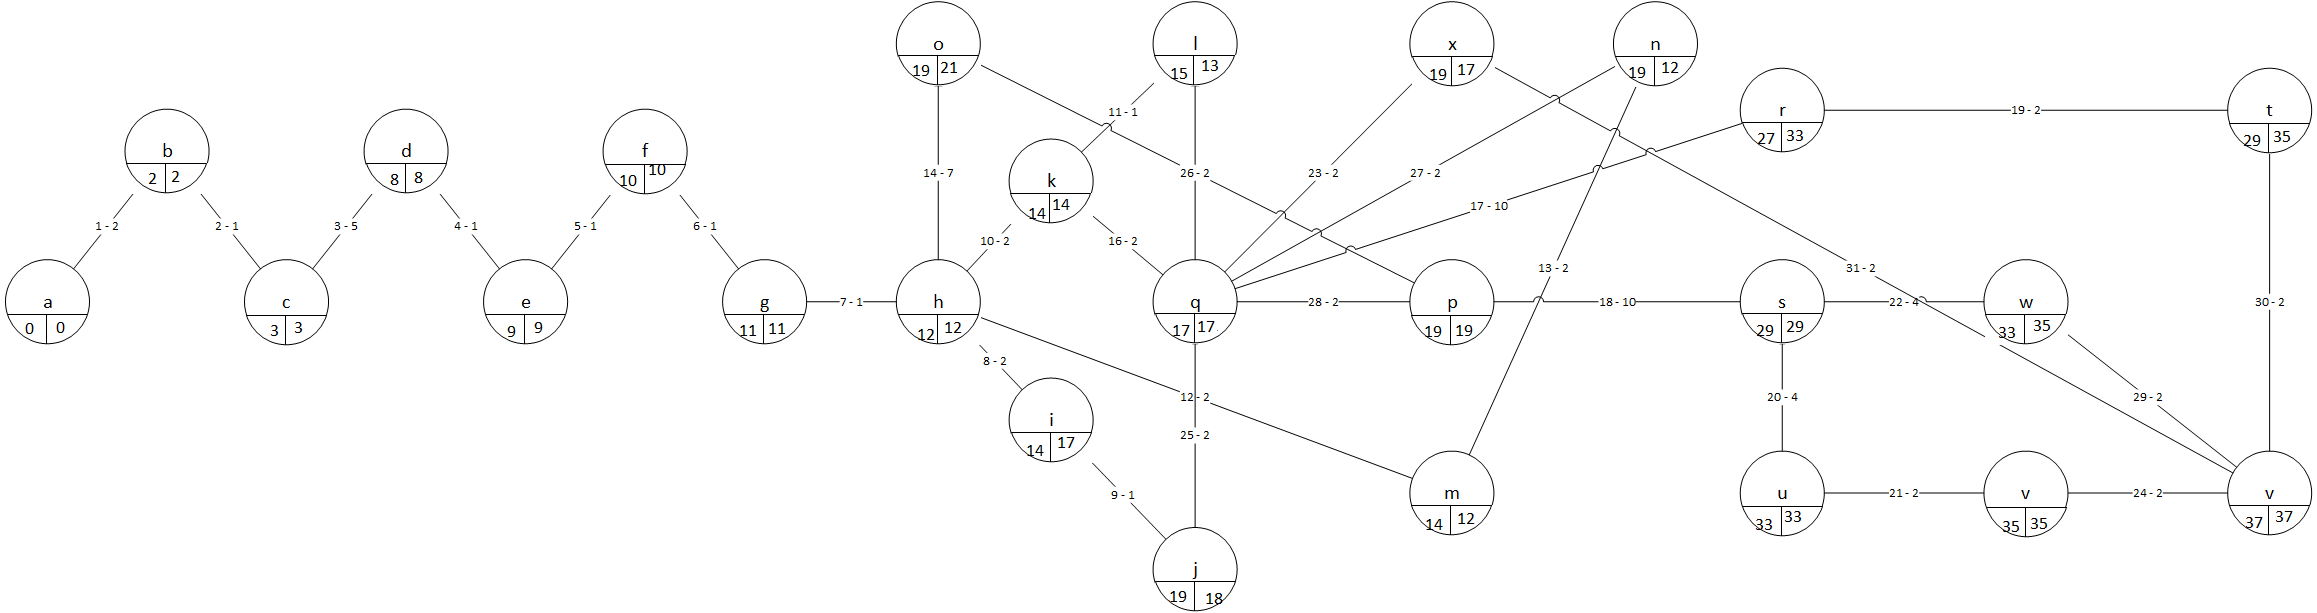 o
19 21
l
15 13
x
19 17
n
19 12
r
27 33
19 - 2
t
29 35
b
2 2
d
8 8
f
10 10
11 - 1
k
14 14
14 - 7
26 - 2
23 - 2
27 - 2
17 - 10
1 - 2
2 - 1
3 - 5
4 - 1
5 - 1
6 - 1
10 - 2
16 - 2
13 - 2
31 - 2
a
0 0
c
3 3
e
9 9
g
11 11
7 - 1
h
12 12
q
17 17
28 - 2
p
19 19
18 - 10
s
29 29
22 - 4
w
33 35
30 - 2
8 - 2
i
14 17
12 - 2
25 - 2
20 - 4
29 - 2
9 - 1
m
14 12
u
33 33
21 - 2
v
35 35
24 - 2
v
37 37
j
19 18